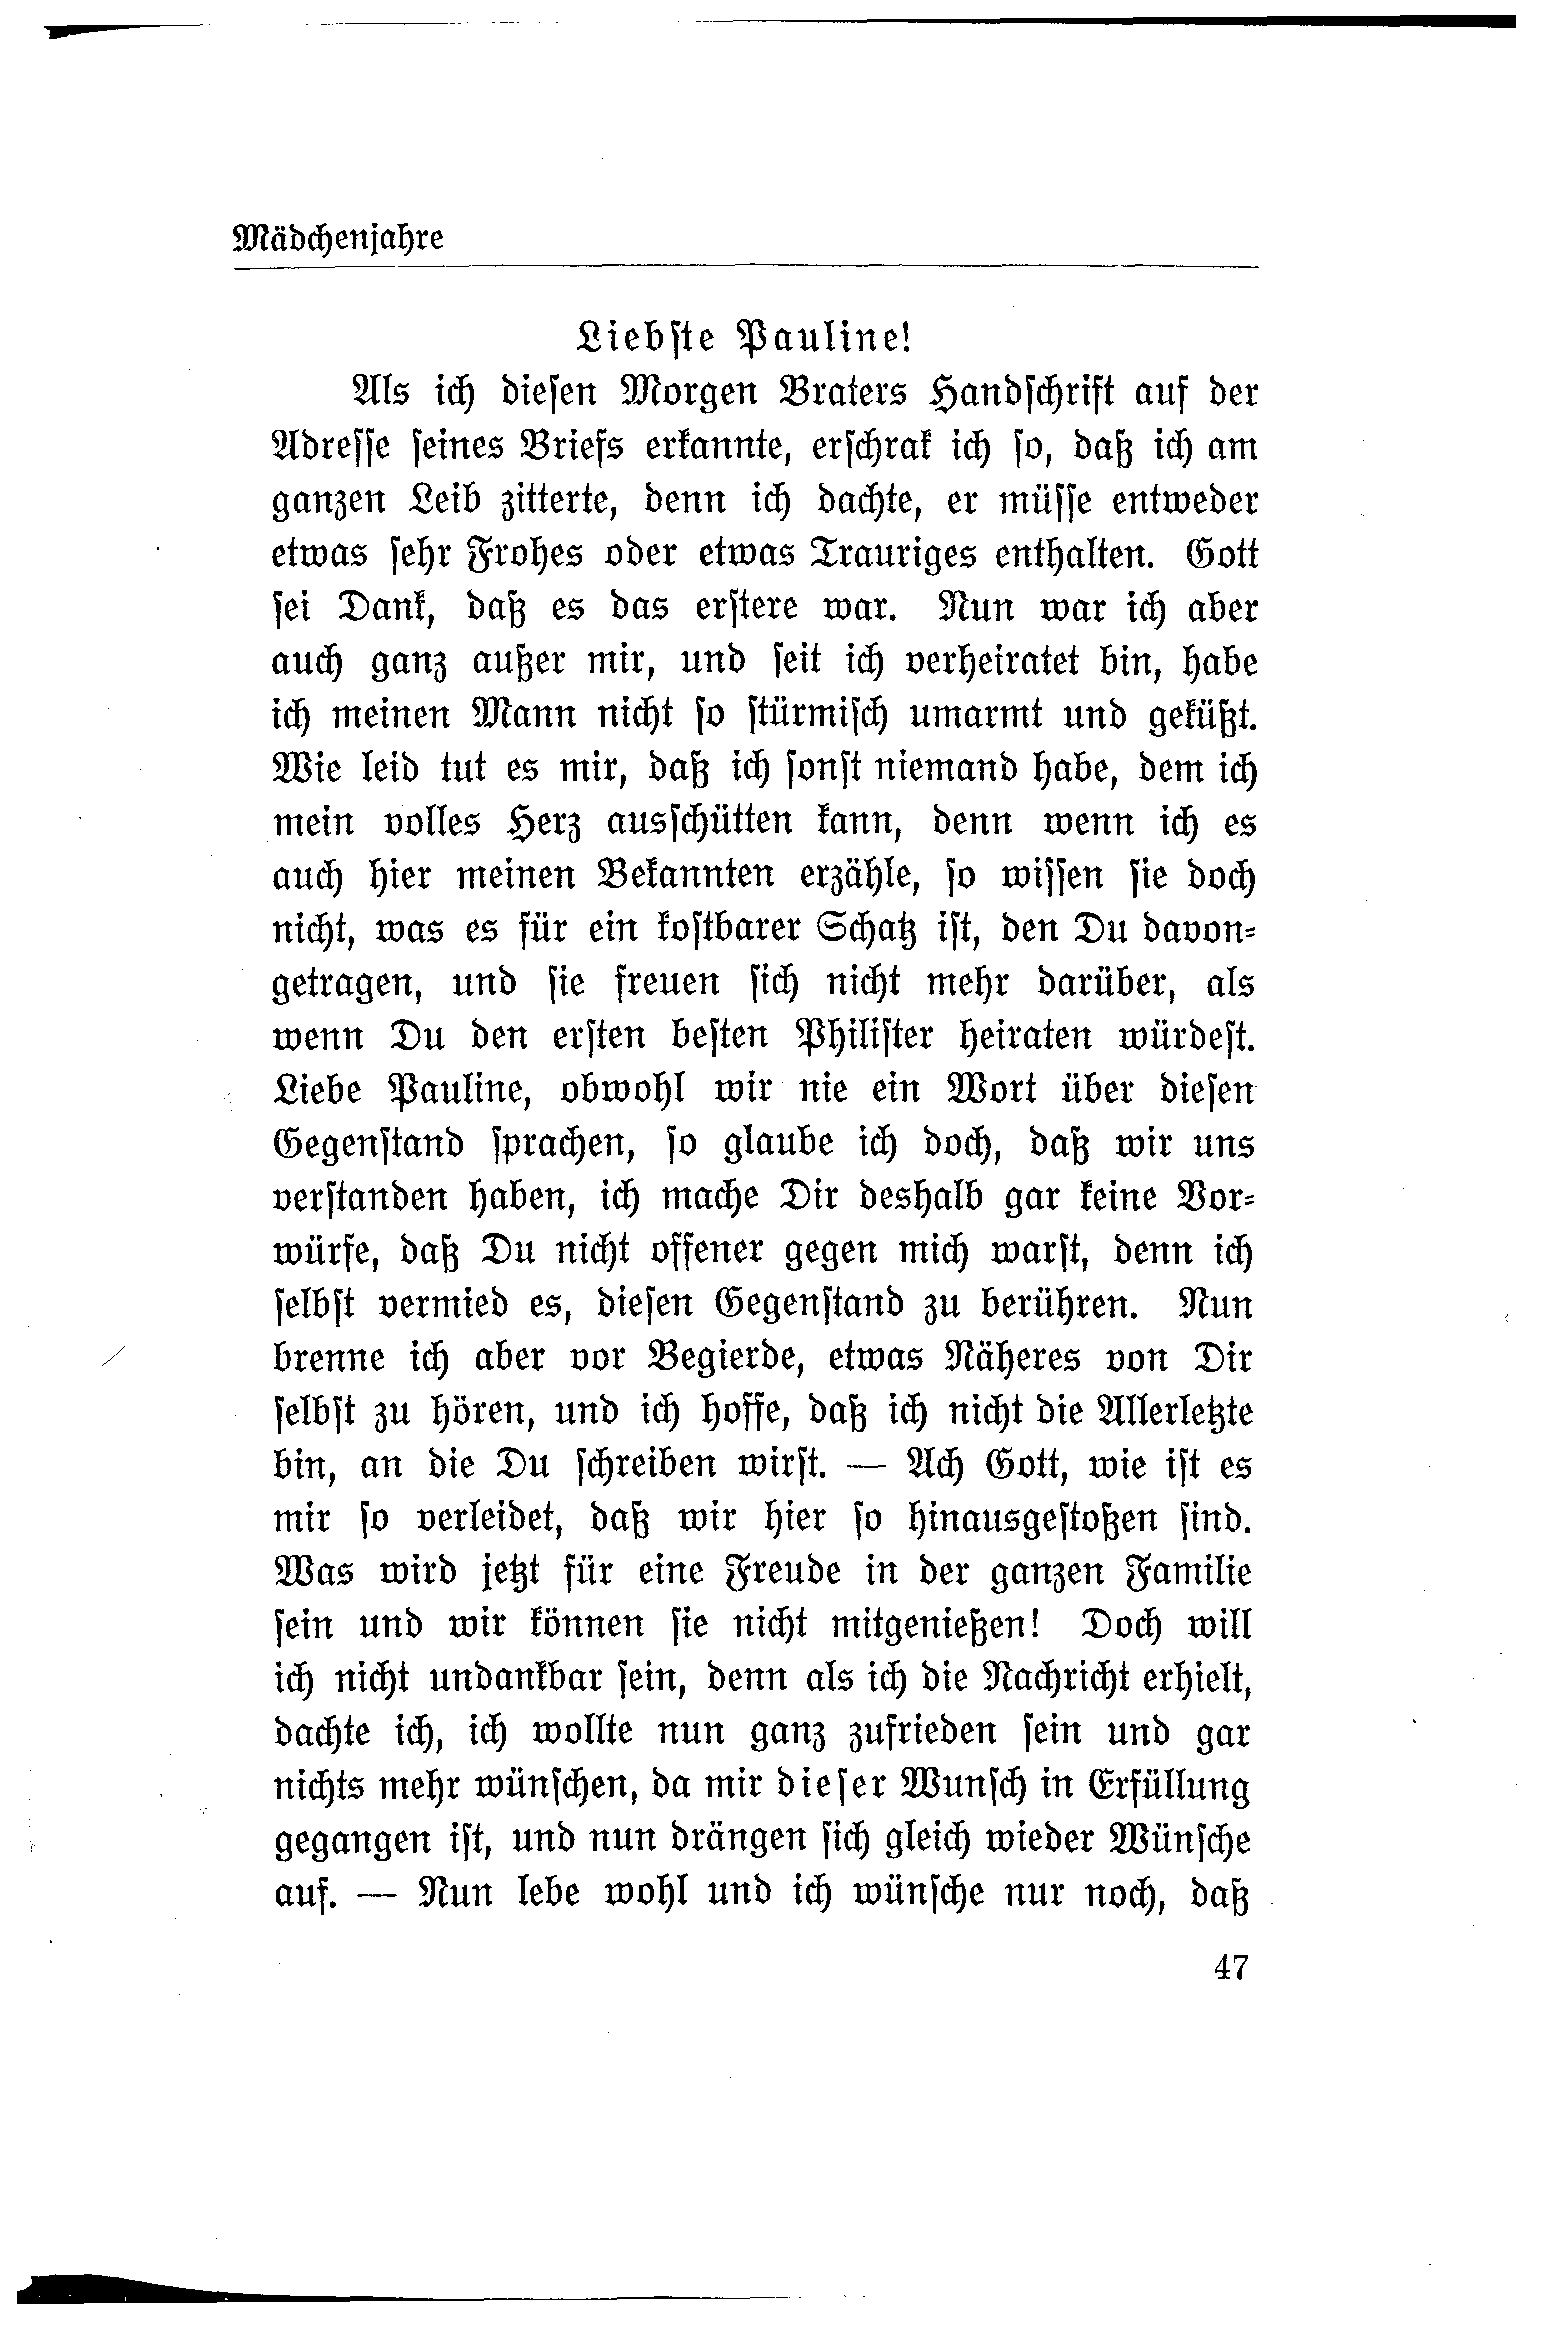 Mädchenjahre
Liebste Pauline!
Als ich diesen Morgen Braters Handschrift auf der
Adresse seines Briefs erkannte, erschrak ich so, daß ich am
ganzen Leib zitterte, denn ich dachte, er müsse entweder
etwas sehr Frohes oder etwas Trauriges enthalten. Gott
sei Dank, daß es das erstere war. Nun war ich aber
auch ganz außer mir, und seit ich verheiratet bin, habe
ich meinen Mann nicht so stürmisch umarmt und geküßt.
Wie leid tut es mir, daß ich sonst niemand habe, dem ich
mein volles Herz ausschütten kann, denn wenn ich es
auch hier meinen Bekannten erzähle, so wissen sie doch
nicht, was es für ein kostbarer Schatz ist, den Du davon-
getragen, und sie freuen sich nicht mehr darüber, als
wenn Du den ersten besten Philister heiraten würdest.
Liebe Pauline, obwohl wir nie ein Wort über diesen
Gegenstand sprachen, so glaube ich doch, daß wir uns
verstanden haben, ich mache Dir deshalb gar keine Vor-
würfe, daß Du nicht offener gegen mich warst, denn ich
selbst vermied es, diesen Gegenstand zu berühren. Nun
brenne ich aber vor Begierde, etwas Näheres von Dir
selbst zu hören, und ich hoffe, daß ich nicht die Allerletzte
bin, an die Du schreiben wirst. — Ach Gott, wie ist es
mir so verleidet, daß wir hier so hinausgestoßen sind.
Was wird jetzt für eine Freude in der ganzen Familie
sein und wir können sie nicht mitgenießen! Doch will
ich nicht undankbar sein, denn als ich die Nachricht erhielt,
dachte ich, ich wollte nun ganz zufrieden sein und gar
nichts mehr wünschen, da mir dieser Wunsch in Erfüllung
gegangen ist, und nun drängen sich gleich wieder Wünsche
auf. — Nun lebe wohl und ich wünsche nur noch, daß
47